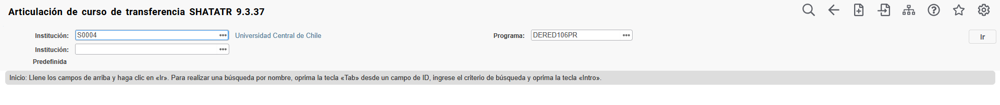 Articulación de curso de transferencia SHATATR 9.3.37
Institución: S0004 ••• Universidad Central de Chile Programa: DERED106PR ••• Ir
Institución: •••
Predefinida
Inicio: Llene los campos de arriba y haga clic en «Ir». Para realizar una búsqueda por nombre, oprima la tecla «Tab» desde un campo de ID, ingrese el criterio de búsqueda y oprima la tecla «Intro».